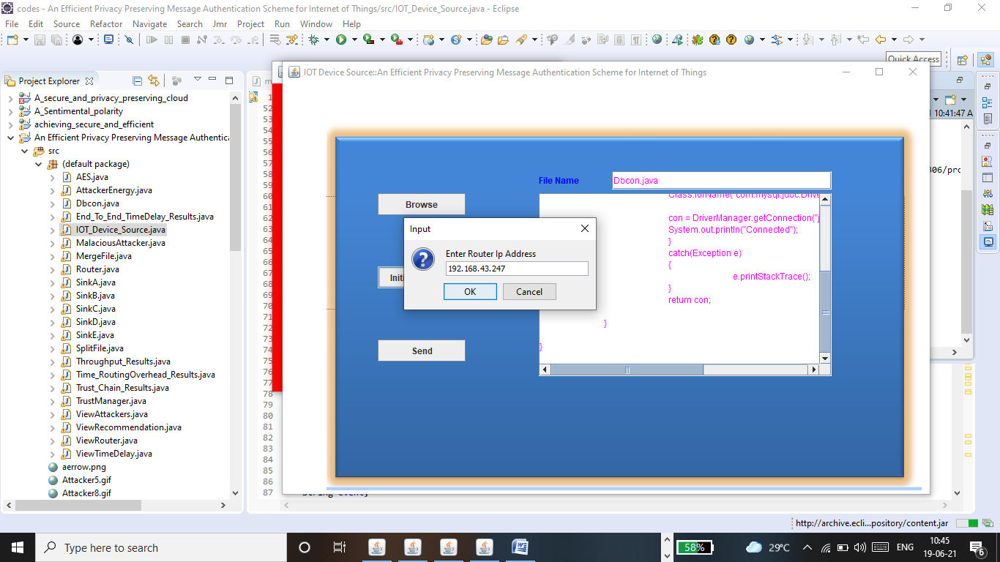 codes - An Efficient Privacy Preserving Message Authentication Scheme for Internet of Things/src/IOT_Device_Source.java - Eclipse
File Edit Source Refactor Navigate Search Jmr Project Run Window Help
Quick Access
Project Explorer
A_secure_and_privacy_preserving_cloud
A_Sentimental_polarity
achieving_secure_and_efficient
An Efficient Privacy Preserving Message Authentica
src
(default package)
AES.java
AttackerEnergy.java
Dbcon.java
End_To_End_TimeDelay_Results.java
IOT_Device_Source.java
MalaciousAttacker.java
MergeFile.java
Router.java
SinkA.java
SinkB.java
SinkC.java
SinkD.java
SinkE.java
SplitFile.java
Throughput_Results.java
Time_RoutingOverhead_Results.java
Trust_Chain_Results.java
TrustManager.java
ViewAttackers.java
ViewRecommendation.java
ViewRouter.java
ViewTimeDelay.java
aerrow.png
Attacker5.gif
Attacker8.gif
m
1
52
53
54
55
56
57
58
59
60
61
62
63
64
65
66
67
68
69
70
71
72
73
74
75
76
77
78
79
80
81
82
83
84
85
86
87
IOT Device Source::An Efficient Privacy Preserving Message Authentication Scheme for Internet of Things
File Name
Dbcon.java
Browse
Initi
Send
con = DriverManager.getConnection("j
System.out.println("Connected");
}
catch(Exception e)
{
e.printStackTrace();
}
return con;
}
}
Input
Enter Router Ip Address
192.168.43.247
OK Cancel
10:41:47 A
306/pro
http://archive.ecli...pository/content.jar
Type here to search
58%
29°C
ENG
10:45
19-06-21
6